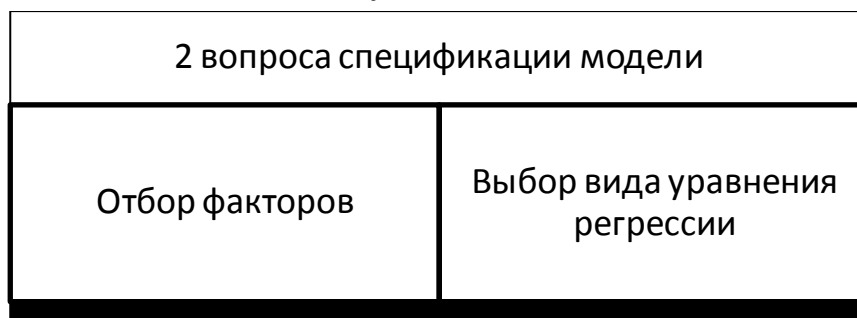 2 вопроса спецификации модели
Отбор факторов
Выбор вида уравнения
регрессии